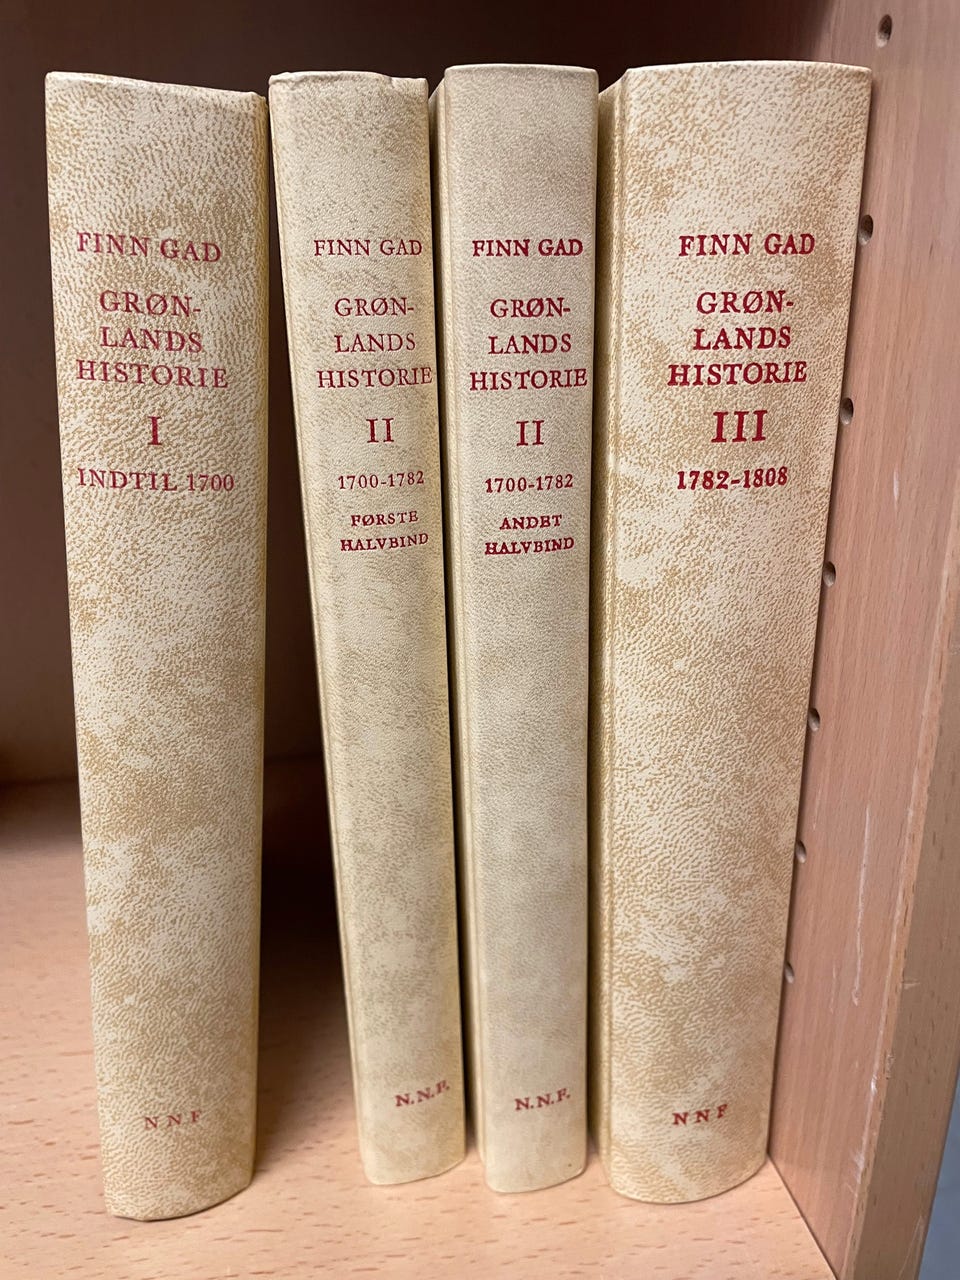 FINN GAD
GRØN-
LANDS
HISTORIE
I
INDTIL 1700
NNF
FINN GAD
GRØN-
LANDS
HISTORIE
II
1700-1782
FØRSTE
HALVBIND
N.N.F.
FINN GAD
GRØN-
LANDS
HISTORIE
II
1700-1782
ANDET
HALVBIND
N.N.F.
FINN GAD
GRØN-
LANDS
HISTORIE
III
1782-1808
NNF